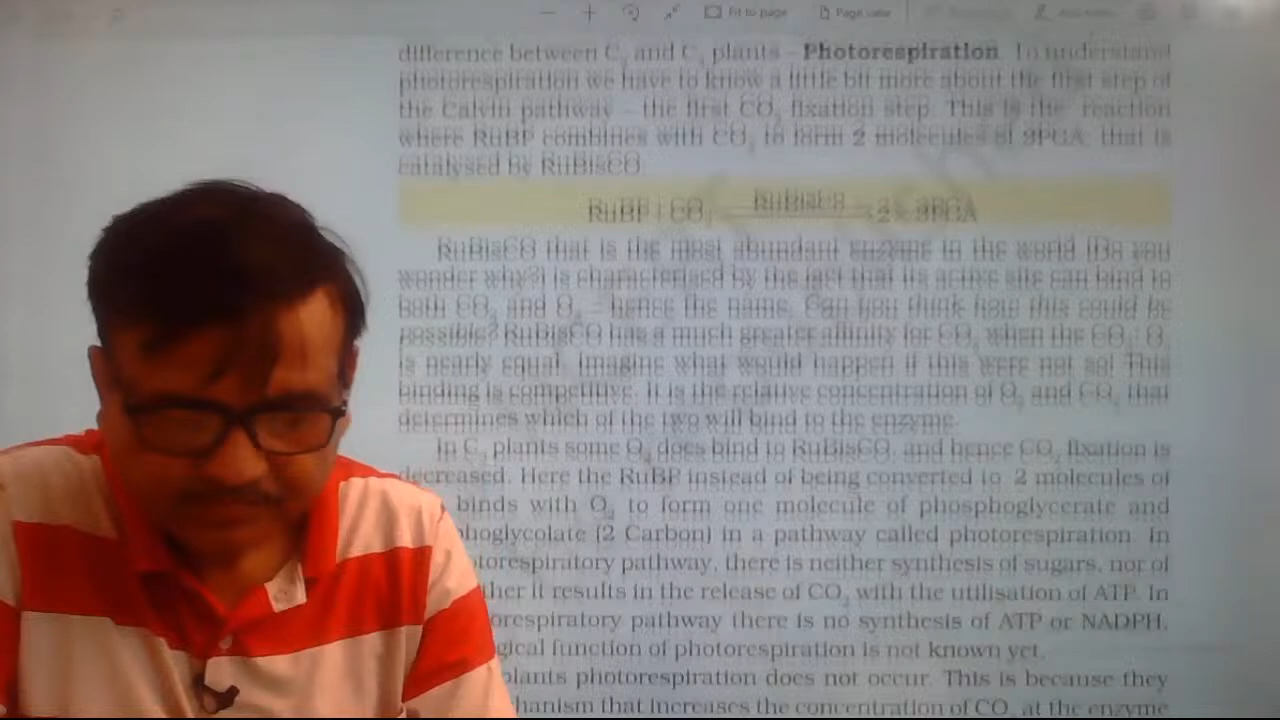 Fit to page Page view
difference between C3 and C4 plants – Photorespiration. To understand
photorespiration we have to know a little bit more about the first step of
the Calvin pathway – the first CO2 fixation step. This is the reaction
where RuBP combines with CO2 to form 2 molecules of 3PGA, that is
catalysed by RuBisCO.
RuBisCO
RuBP + CO2 → 2 × 3PGA
RuBisCO that is the most abundant enzyme in the world (Do you
wonder why?) is characterised by the fact that its active site can bind to
both CO2 and O2 – hence the name. Can you think how this could be
possible? RuBisCO has a much greater affinity for CO2 when the CO2 : O2
is nearly equal. Imagine what would happen if this were not so! This
binding is competitive. It is the relative concentration of O2 and CO2 that
determines which of the two will bind to the enzyme.
In C3 plants some O2 does bind to RuBisCO, and hence CO2 fixation is
decreased. Here the RuBP instead of being converted to 2 molecules of
binds with O2 to form one molecule of phosphoglycerate and
hoglycolate (2 Carbon) in a pathway called photorespiration. In
torespiratory pathway, there is neither synthesis of sugars, nor of
ther it results in the release of CO2 with the utilisation of ATP. In
orespiratory pathway there is no synthesis of ATP or NADPH.
gical function of photorespiration is not known yet.
plants photorespiration does not occur. This is because they
hanism that increases the concentration of CO2 at the enzyme